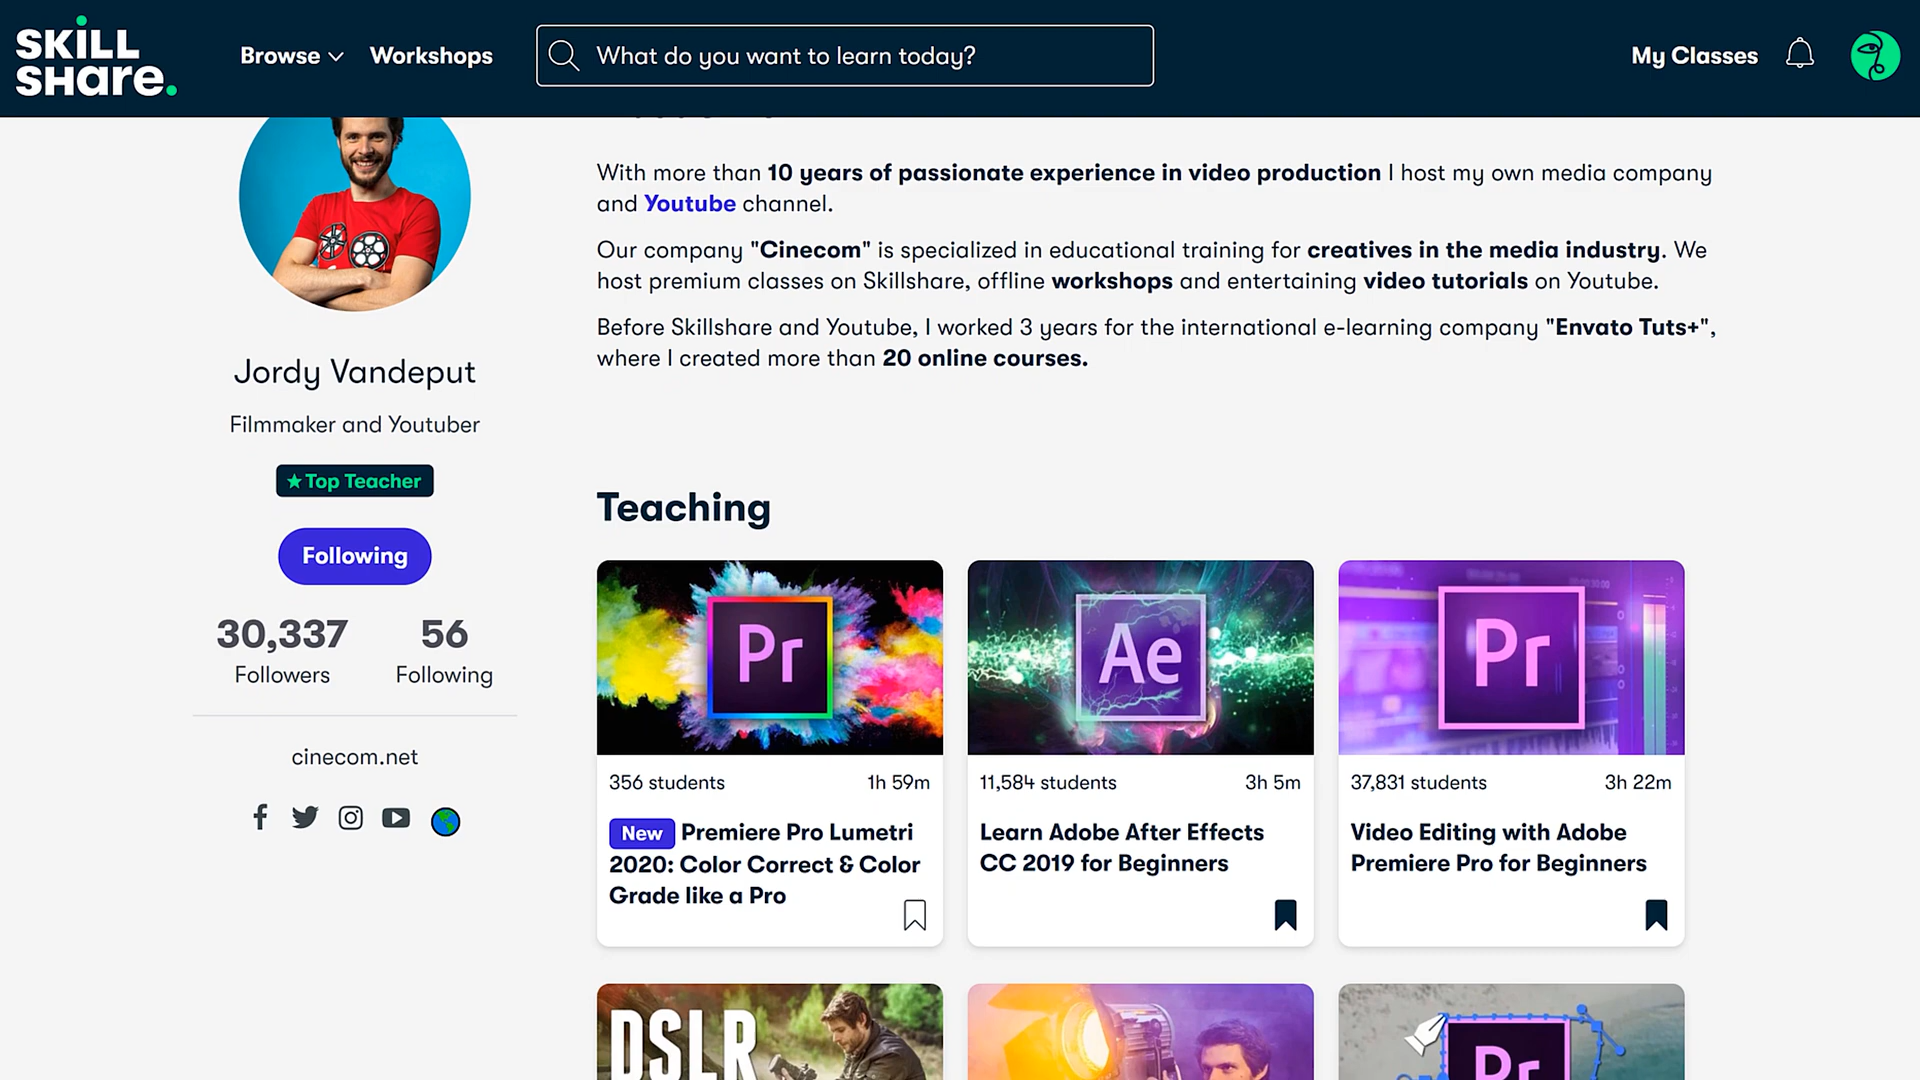 SKiLL
SHare.
Browse
Workshops
What do you want to learn today?
My Classes
With more than 10 years of passionate experience in video production I host my own media company
and Youtube channel.
Our company "Cinecom" is specialized in educational training for creatives in the media industry. We
host premium classes on Skillshare, offline workshops and entertaining video tutorials on Youtube.
Before Skillshare and Youtube, I worked 3 years for the international e-learning company "Envato Tuts+",
where I created more than 20 online courses.
Jordy Vandeput
Filmmaker and Youtuber
Top Teacher
Following
30,337
Followers
56
Following
cinecom.net
Teaching
Pr
356 students
1h 59m
New Premiere Pro Lumetri
2020: Color Correct & Color
Grade like a Pro
Ae
11,584 students
3h 5m
Learn Adobe After Effects
CC 2019 for Beginners
Pr
37,831 students
3h 22m
Video Editing with Adobe
Premiere Pro for Beginners
DSLR
Pr